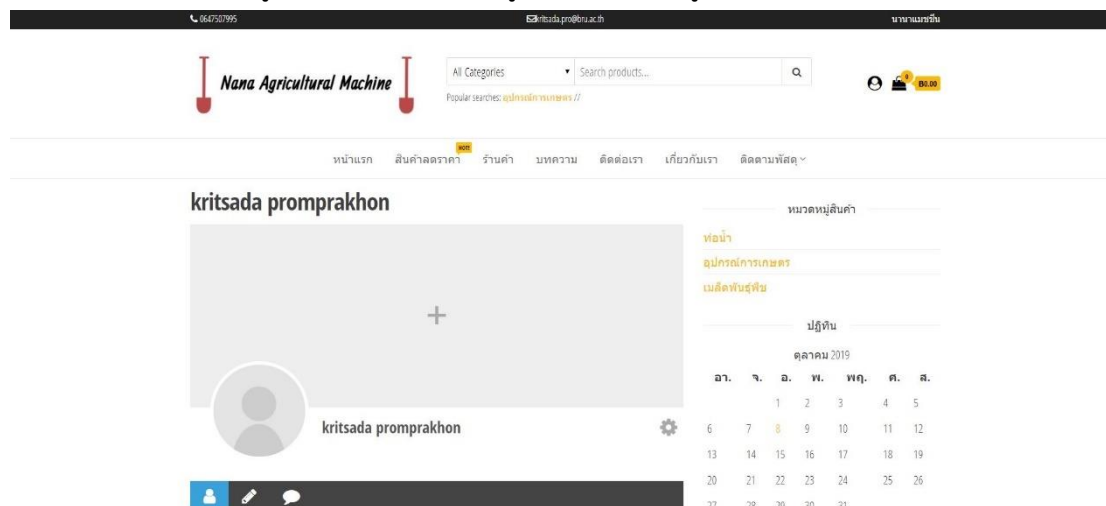 0647507995
kritsada.pro@bru.ac.th
นานาแมชชีน
Nana Agricultural Machine
All Categories
Search products...
0
฿0.00
Popular searches: อุปกรณ์การเกษตร //
HOT!
หน้าแรก สินค้าลดราคา ร้านค้า บทความ ติดต่อเรา เกี่ยวกับเรา ติดตามพัสดุ
kritsada promprakhon
หมวดหมู่สินค้า
ท่อน้ำ
อุปกรณ์การเกษตร
เมล็ดพันธุ์พืช
ปฏิทิน
ตุลาคม 2019
อา. จ. อ. พ. พฤ. ศ. ส.
1 2 3 4 5
kritsada promprakhon
6 7 8 9 10 11 12
13 14 15 16 17 18 19
20 21 22 23 24 25 26
27 28 29 30 31